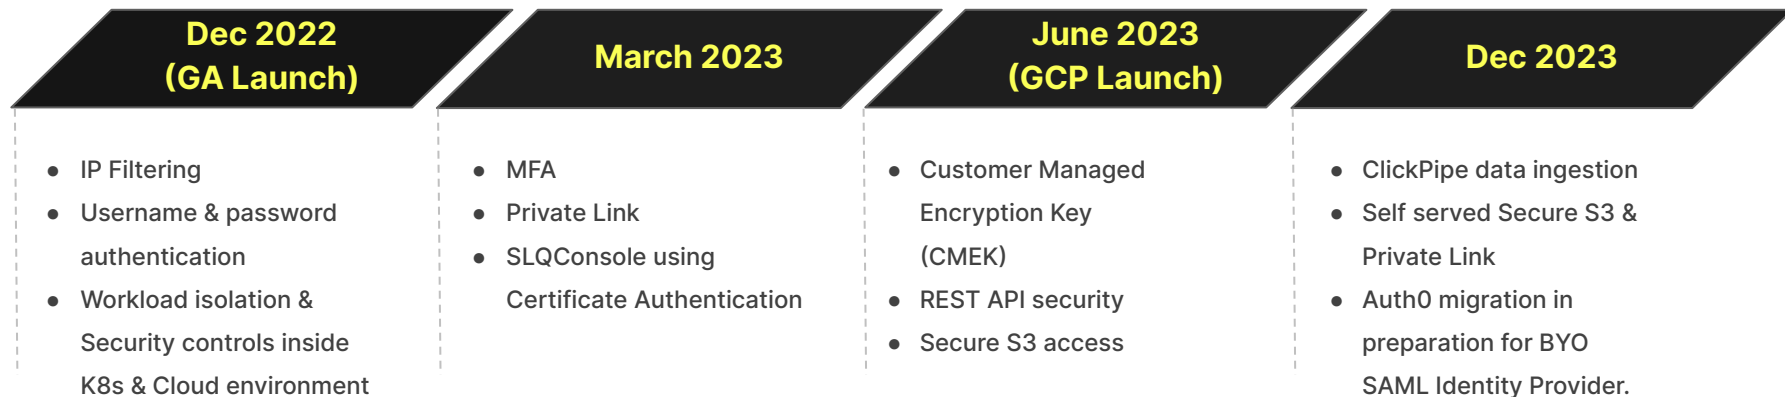 Dec 2022
(GA Launch)
March 2023
June 2023
(GCP Launch)
Dec 2023
● IP Filtering
● Username & password
authentication
● Workload isolation &
Security controls inside
K8s & Cloud environment
● MFA
● Private Link
● SLQConsole using
Certificate Authentication
● Customer Managed
Encryption Key
(CMEK)
● REST API security
● Secure S3 access
● ClickPipe data ingestion
● Self served Secure S3 &
Private Link
● Auth0 migration in
preparation for BYO
SAML Identity Provider.